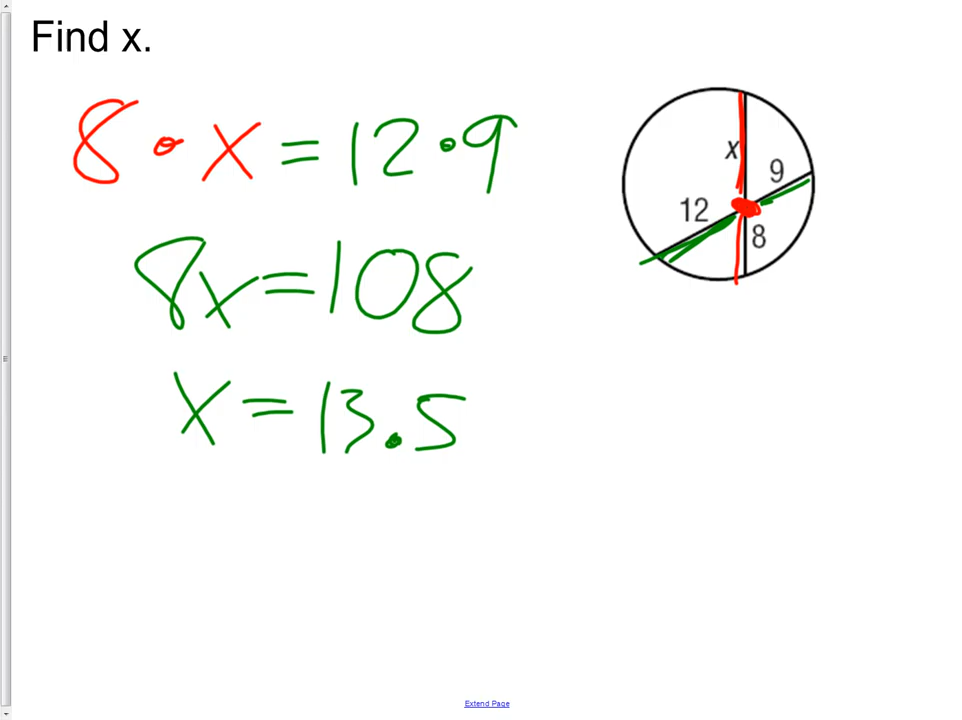 Find x.
8 · x = 12 · 9
8x = 108
x = 13.5
x
9
12
8
Extend Page